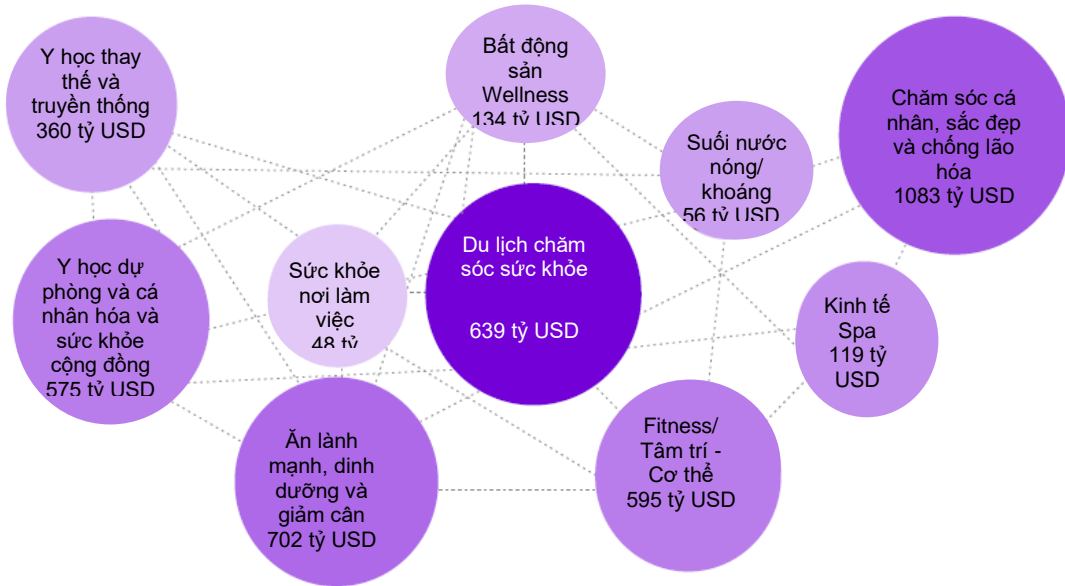 Y học thay
thế và
truyền thống
360 tỷ USD
Bất động
sản
Wellness
134 tỷ USD
Chăm sóc cá
nhân, sắc đẹp
và chống lão
hóa
1083 tỷ USD
Suối nước
nóng/
khoáng
56 tỷ USD
Y học dự
phòng và cá
nhân hóa và
sức khỏe
cộng đồng
575 tỷ USD
Sức khỏe
nơi làm
việc
48 tỷ
Du lịch chăm
sóc sức khỏe
639 tỷ USD
Kinh tế
Spa
119 tỷ
USD
Ăn lành
mạnh, dinh
dưỡng và
giảm cân
702 tỷ USD
Fitness/
Tâm trí -
Cơ thể
595 tỷ USD